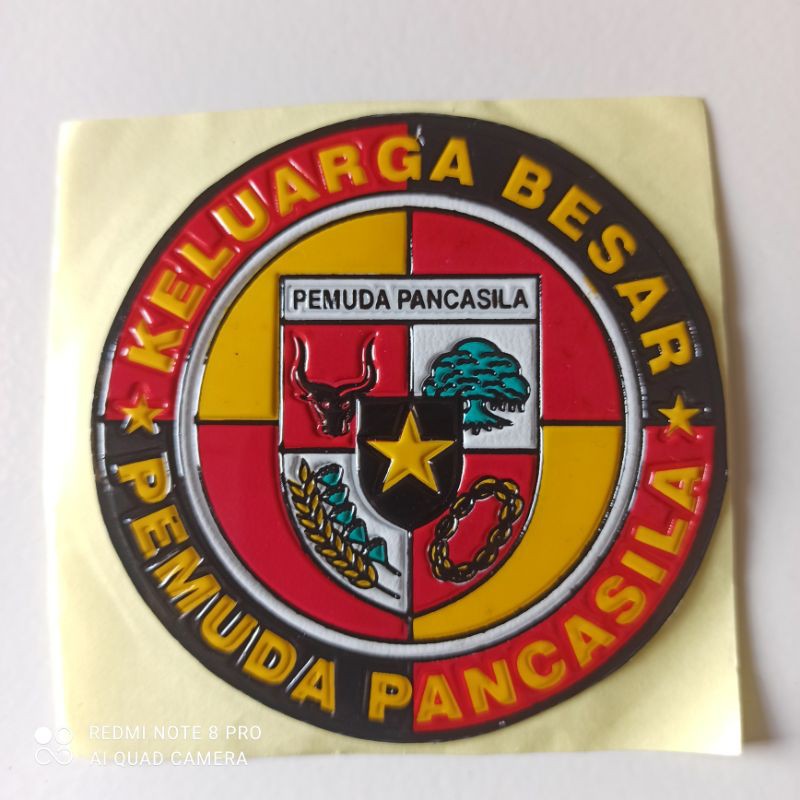 KELUARGA BESAR
PEMUDA PANCASILA
PEMUDA PANCASILA
REDMI NOTE 8 PRO
AI QUAD CAMERA